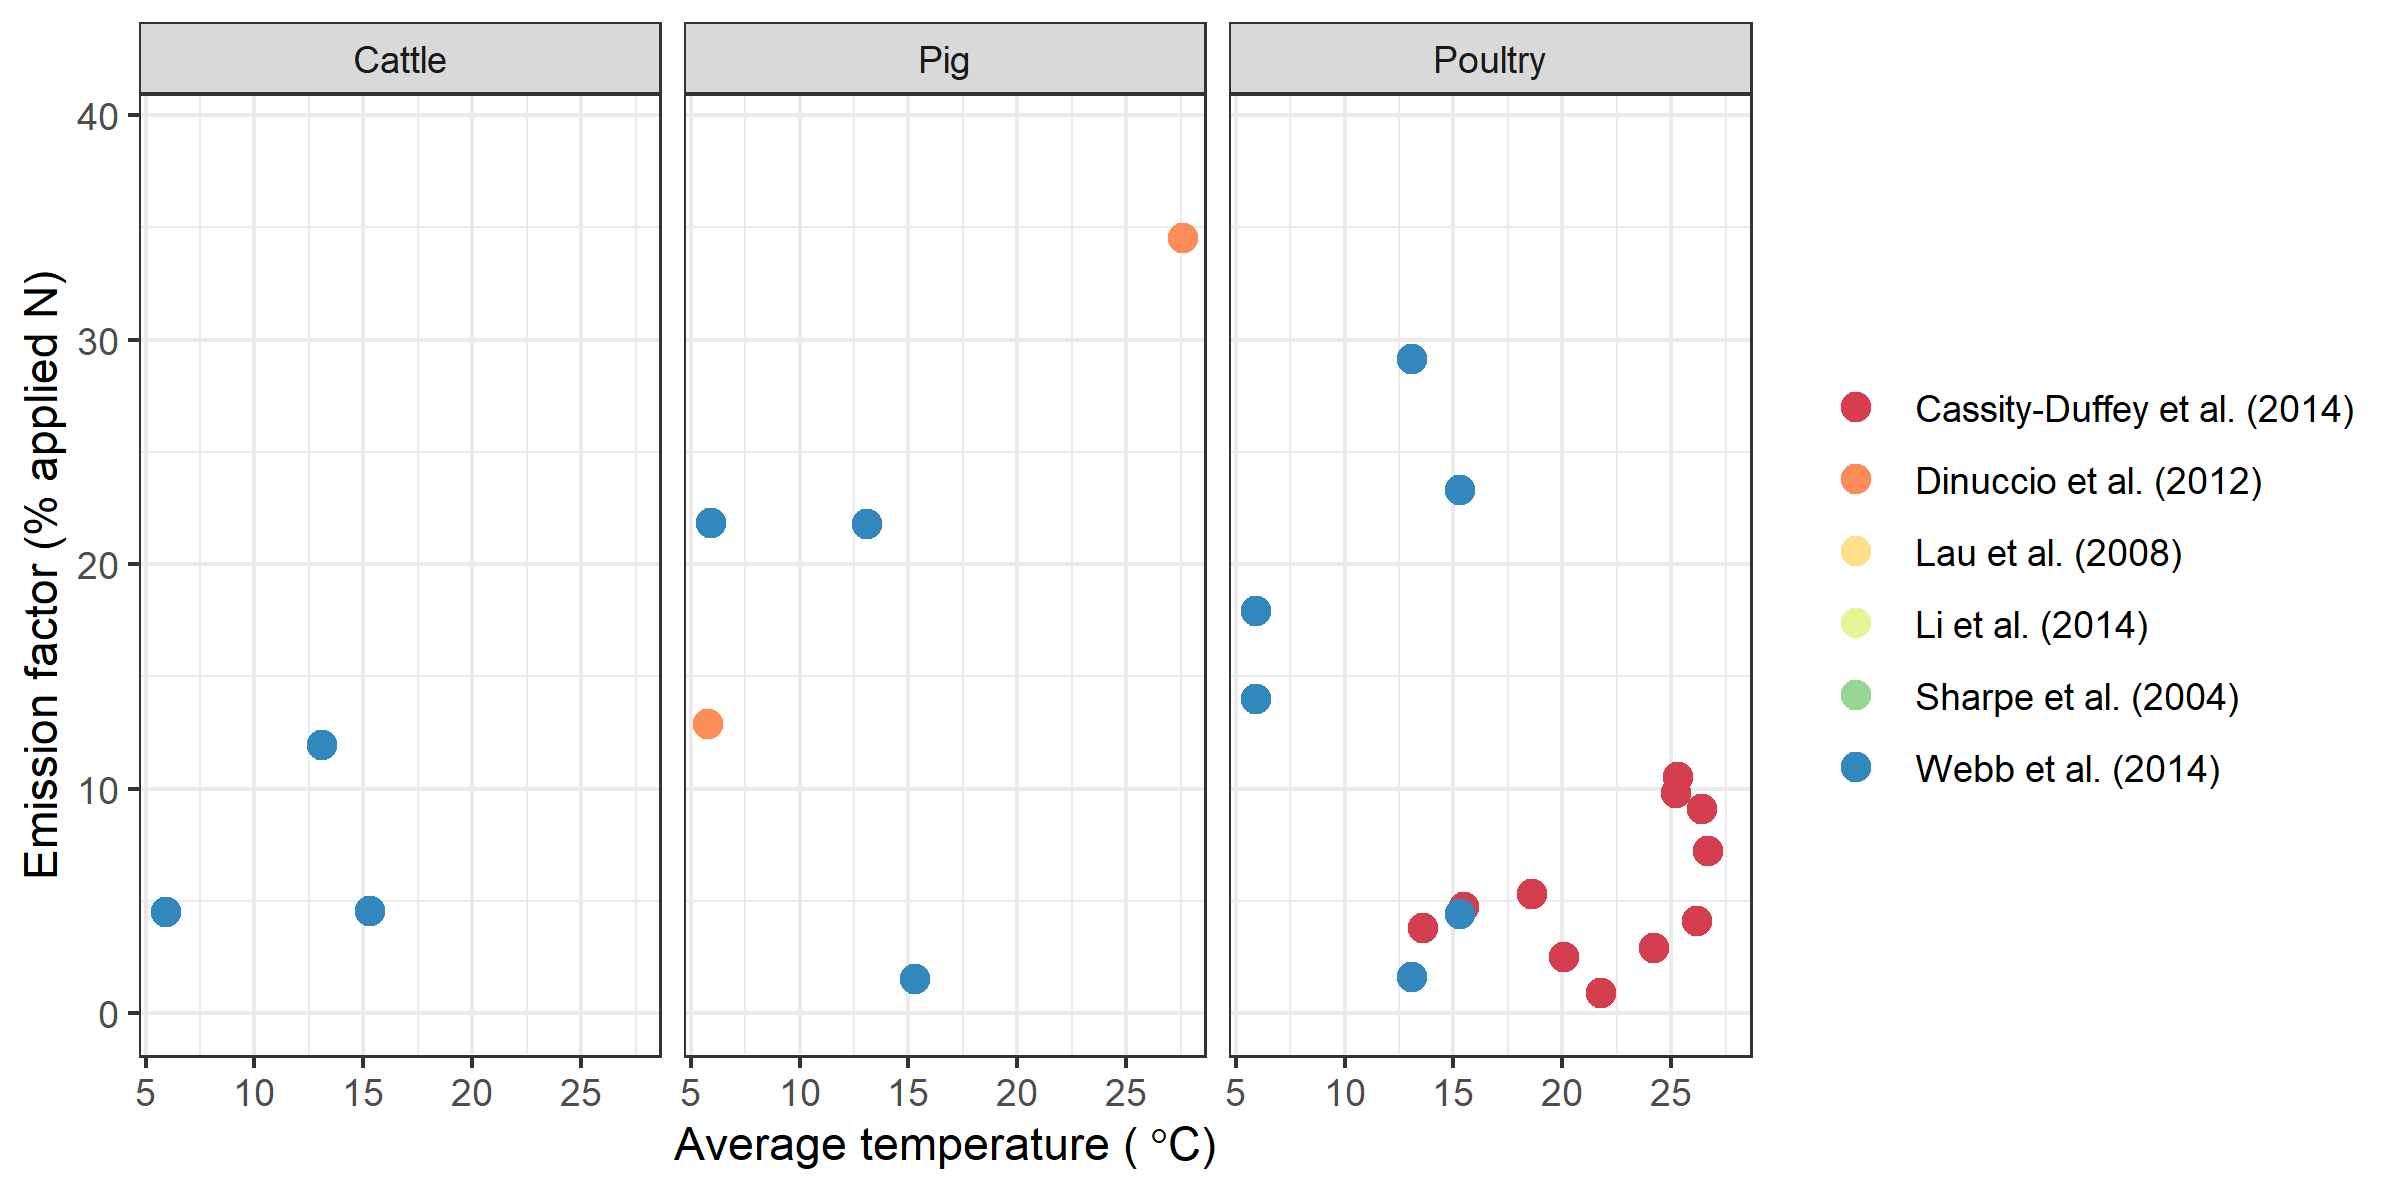 Cattle Pig Poultry
40
30
20
10
0
Emission factor (% applied N)
5 10 15 20 25 5 10 15 20 25 5 10 15 20 25
Average temperature ( °C)
Cassity-Duffey et al. (2014)
Dinuccio et al. (2012)
Lau et al. (2008)
Li et al. (2014)
Sharpe et al. (2004)
Webb et al. (2014)